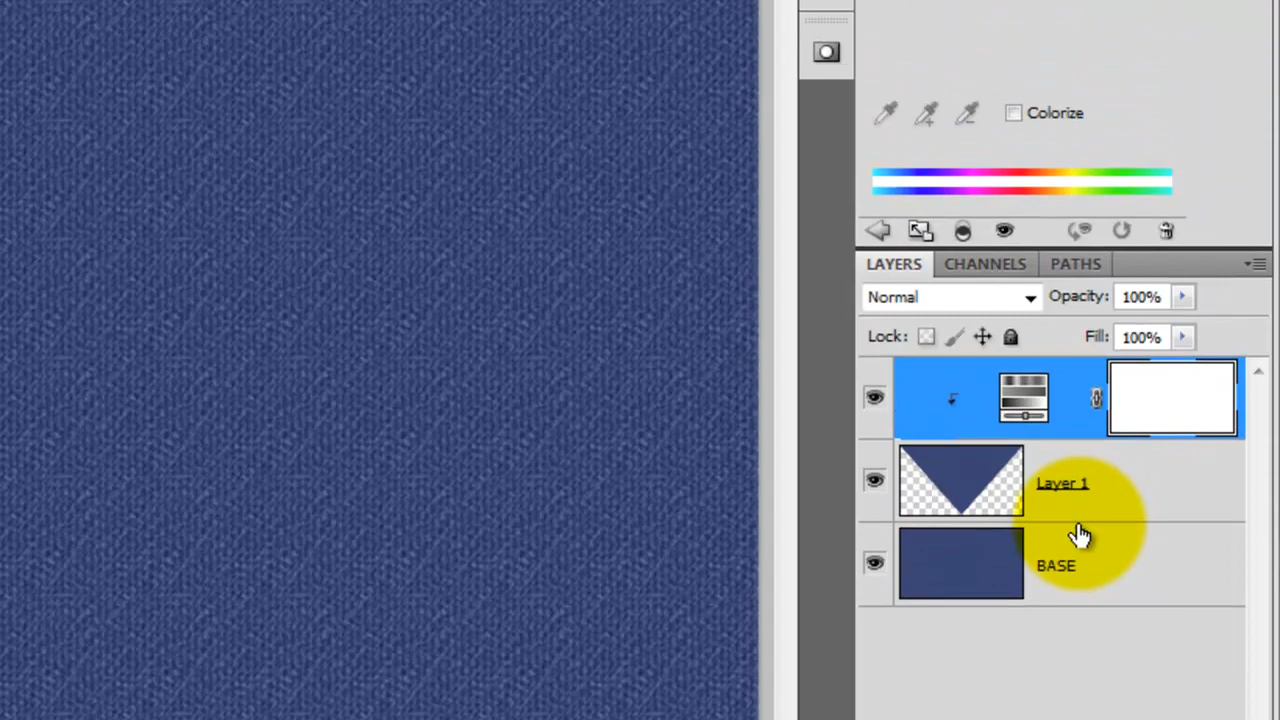 Colorize
LAYERS CHANNELS PATHS
Normal Opacity: 100%
Lock: Fill: 100%
Layer 1
BASE